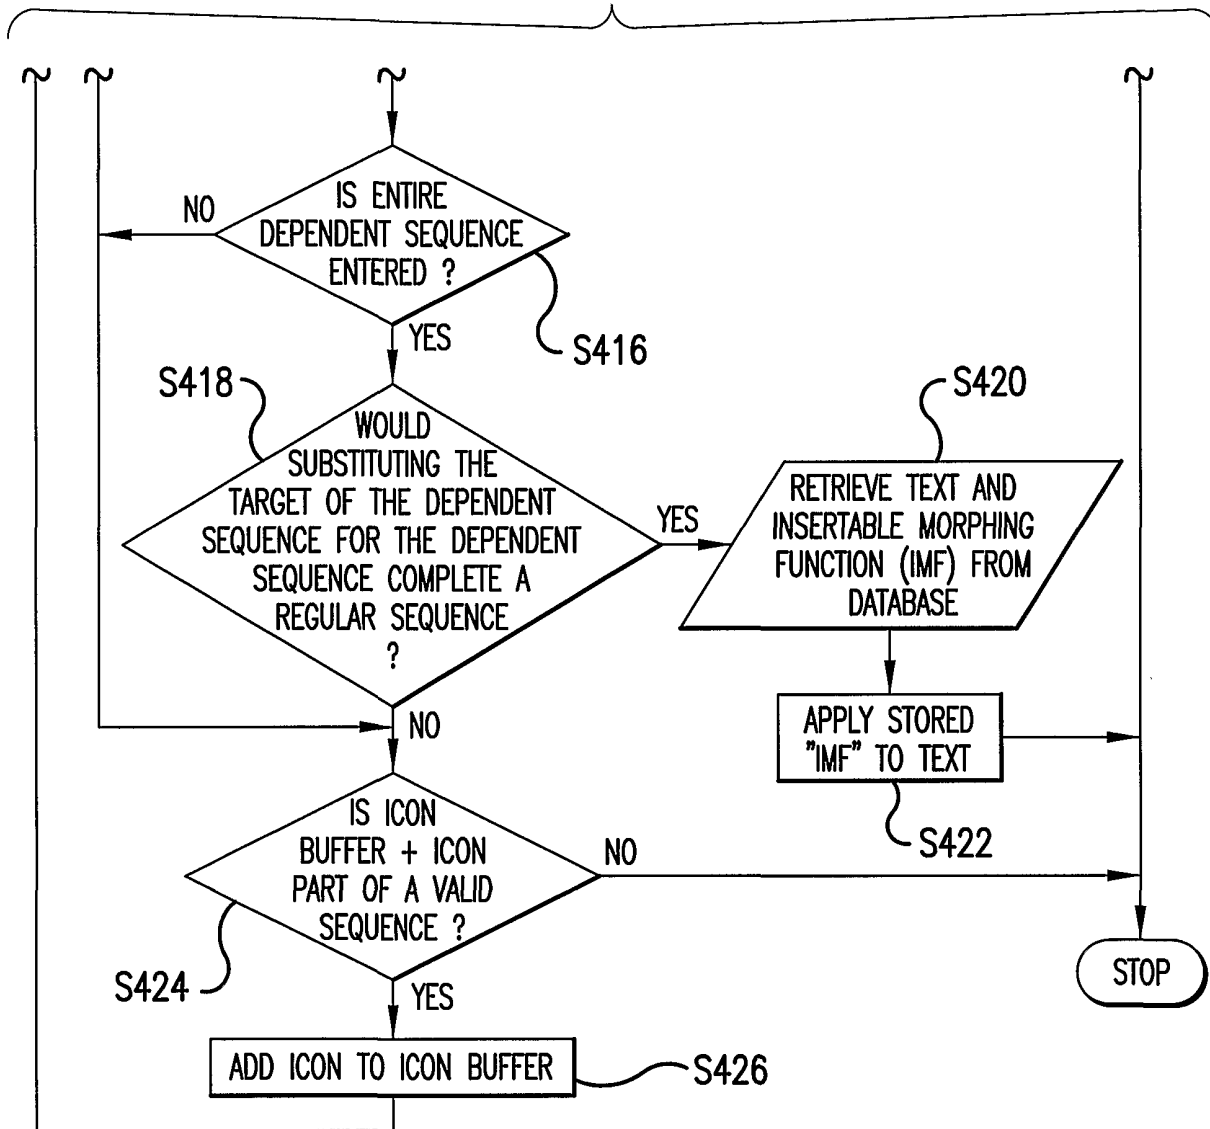 IS ENTIRE
DEPENDENT SEQUENCE
ENTERED ?
NO
YES
S416
S418
WOULD
SUBSTITUTING THE
TARGET OF THE DEPENDENT
SEQUENCE FOR THE DEPENDENT
SEQUENCE COMPLETE A
REGULAR SEQUENCE
?
YES
NO
S420
RETRIEVE TEXT AND
INSERTABLE MORPHING
FUNCTION (IMF) FROM
DATABASE
APPLY STORED
"IMF" TO TEXT
S422
IS ICON
BUFFER + ICON
PART OF A VALID
SEQUENCE ?
NO
S424
YES
STOP
ADD ICON TO ICON BUFFER
S426